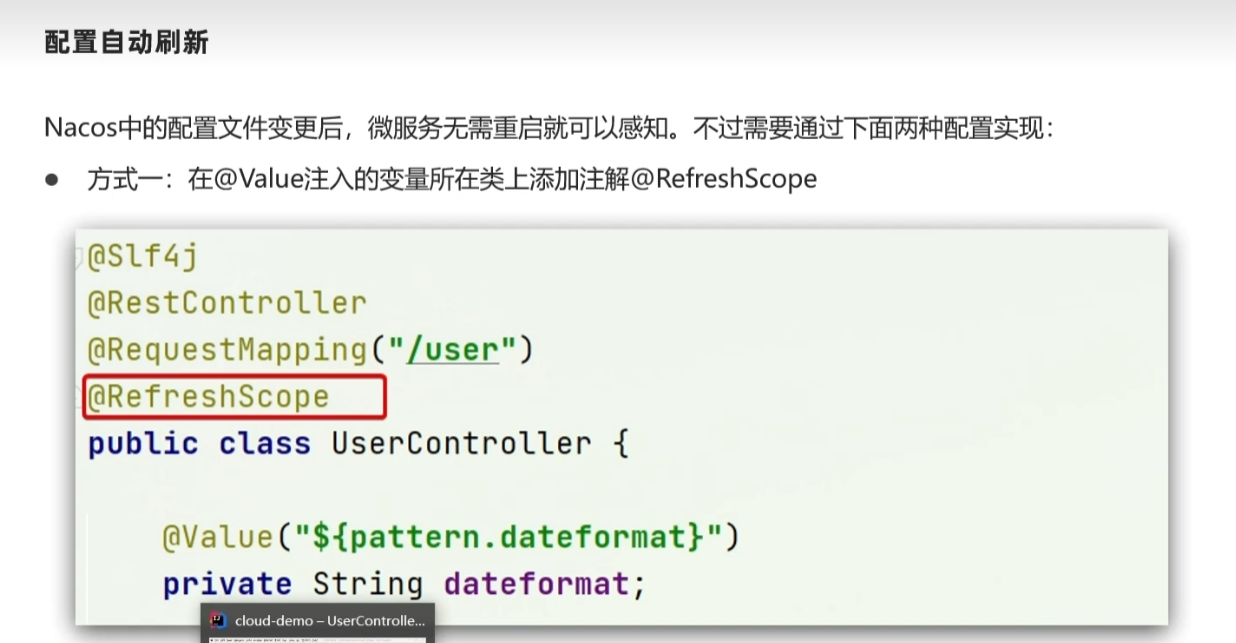 配置自动刷新
Nacos中的配置文件变更后，微服务无需重启就可以感知。不过需要通过下面两种配置实现：
● 方式一：在@Value注入的变量所在类上添加注解@RefreshScope
@Slf4j
@RestController
@RequestMapping("/user")
@RefreshScope
public class UserController {
@Value("${pattern.dateformat}")
private String dateformat;
cloud-demo – UserControlle...